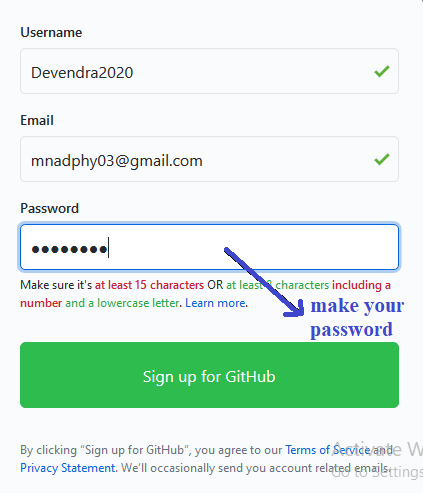 Username
Devendra2020
Email
mnadphy03@gmail.com
Password
Make sure it's at least 15 characters OR at least 8 characters including a
number and a lowercase letter. Learn more.
make your
password
Sign up for GitHub
By clicking “Sign up for GitHub”, you agree to our Terms of Service and
Privacy Statement. We’ll occasionally send you account related emails.
Activate W
Go to Settings